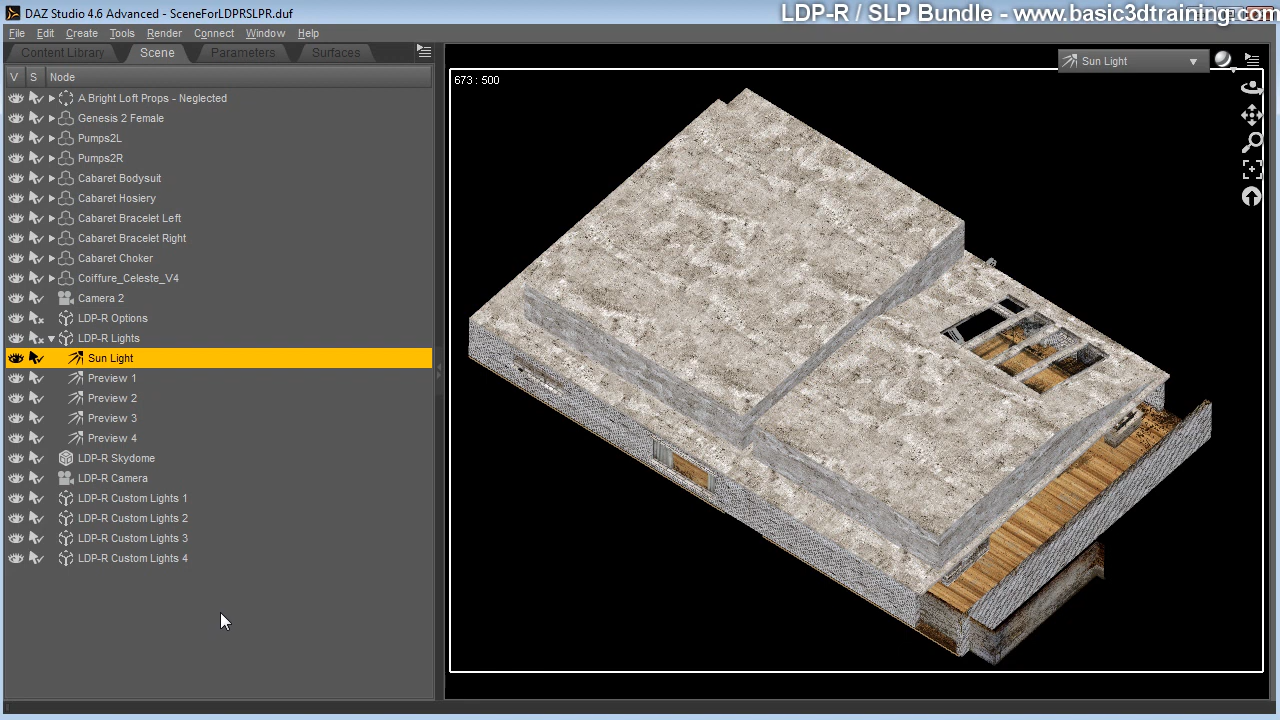 DAZ Studio 4.6 Advanced - SceneForLDPRSLPR.duf
LDP-R / SLP Bundle - www.basic3dtraining.com
File Edit Create Tools Render Connect Window Help
Content Library Scene Parameters Surfaces
V S Node
A Bright Loft Props - Neglected
Genesis 2 Female
Pumps2L
Pumps2R
Cabaret Bodysuit
Cabaret Hosiery
Cabaret Bracelet Left
Cabaret Bracelet Right
Cabaret Choker
Coiffure_Celeste_V4
Camera 2
LDP-R Options
LDP-R Lights
Sun Light
Preview 1
Preview 2
Preview 3
Preview 4
LDP-R Skydome
LDP-R Camera
LDP-R Custom Lights 1
LDP-R Custom Lights 2
LDP-R Custom Lights 3
LDP-R Custom Lights 4
673 : 500
Sun Light